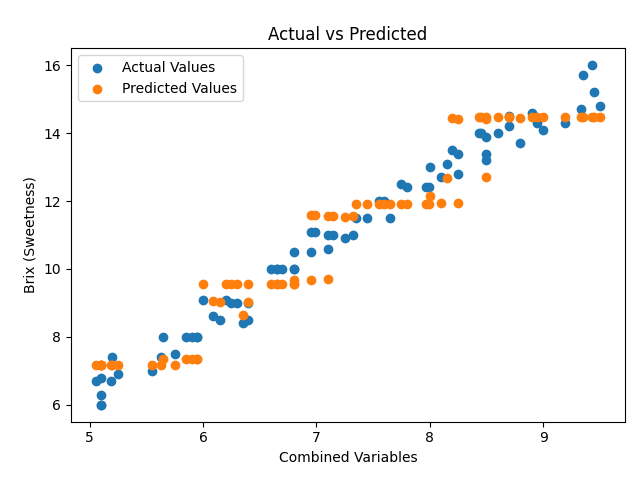 Actual vs Predicted
Actual Values
Predicted Values
Brix (Sweetness)
16
14
12
10
8
6
5 6 7 8 9
Combined Variables